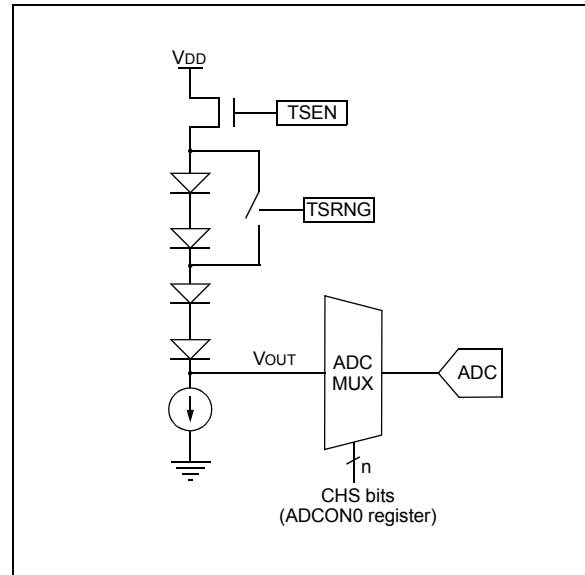 VDD
TSEN
TSRNG
VOUT
ADC
MUX
ADC
n
CHS bits
(ADCON0 register)